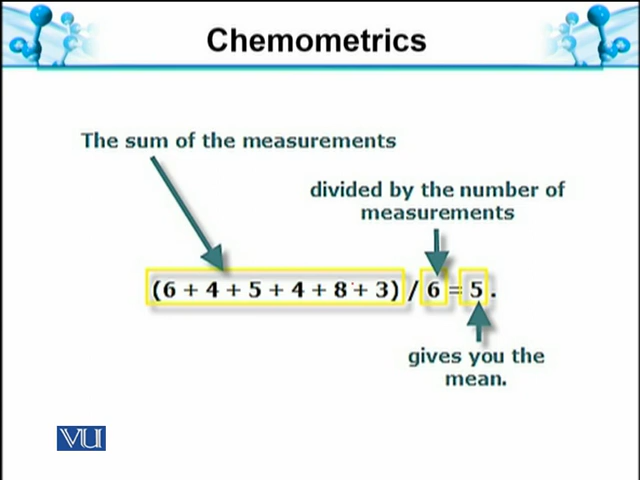 Chemometrics
The sum of the measurements
divided by the number of
measurements
(6 + 4 + 5 + 4 + 8 + 3) / 6 = 5 .
gives you the
mean.
VU